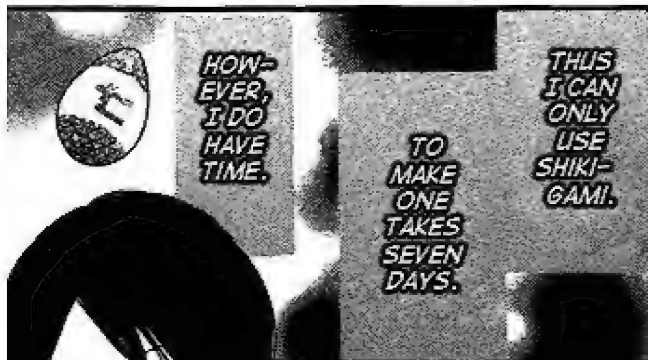 THUS
I CAN
ONLY
USE
SHIKI-
GAMI.
TO
MAKE
ONE
TAKES
SEVEN
DAYS.
HOW-
EVER,
I DO
HAVE
TIME.